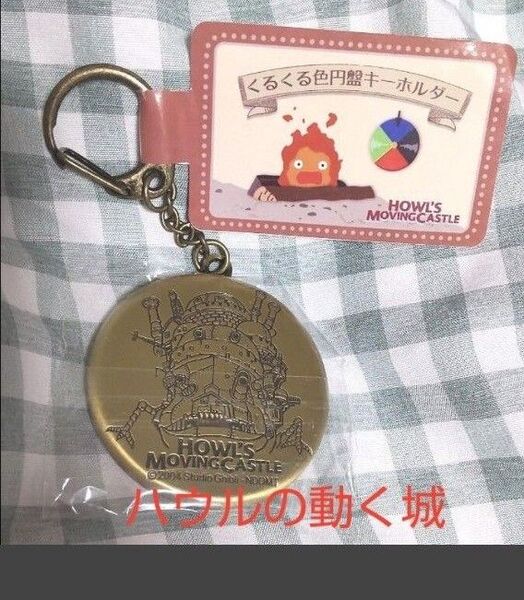 くるくる色円盤キーホルダー
HOWL'S
MOVING CASTLE
HOWL'S
MOVING CASTLE
©2004 Studio Ghibli・NDDMT
ハウルの動く城